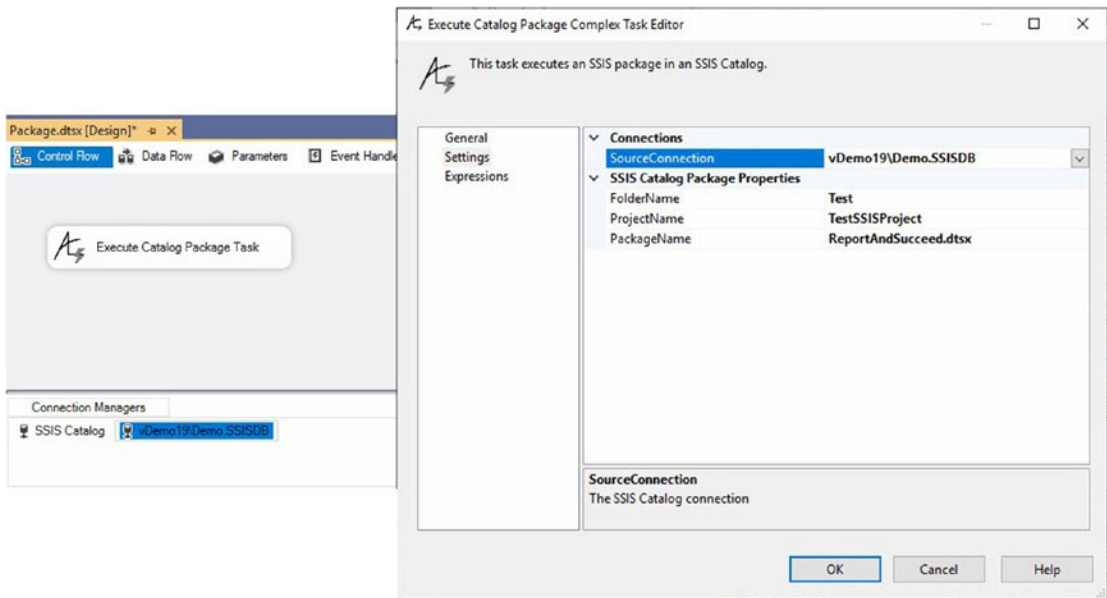 Package.dtsx [Design]*
Control Flow Data Flow Parameters Event Handle
Execute Catalog Package Task
Connection Managers
SSIS Catalog vDemo19\Demo.SSISDB
Execute Catalog Package Complex Task Editor
This task executes an SSIS package in an SSIS Catalog.
General
Settings
Expressions
Connections
SourceConnection vDemo19\Demo.SSISDB
SSIS Catalog Package Properties
FolderName Test
ProjectName TestSSISProject
PackageName ReportAndSucceed.dtsx
SourceConnection
The SSIS Catalog connection
OK Cancel Help